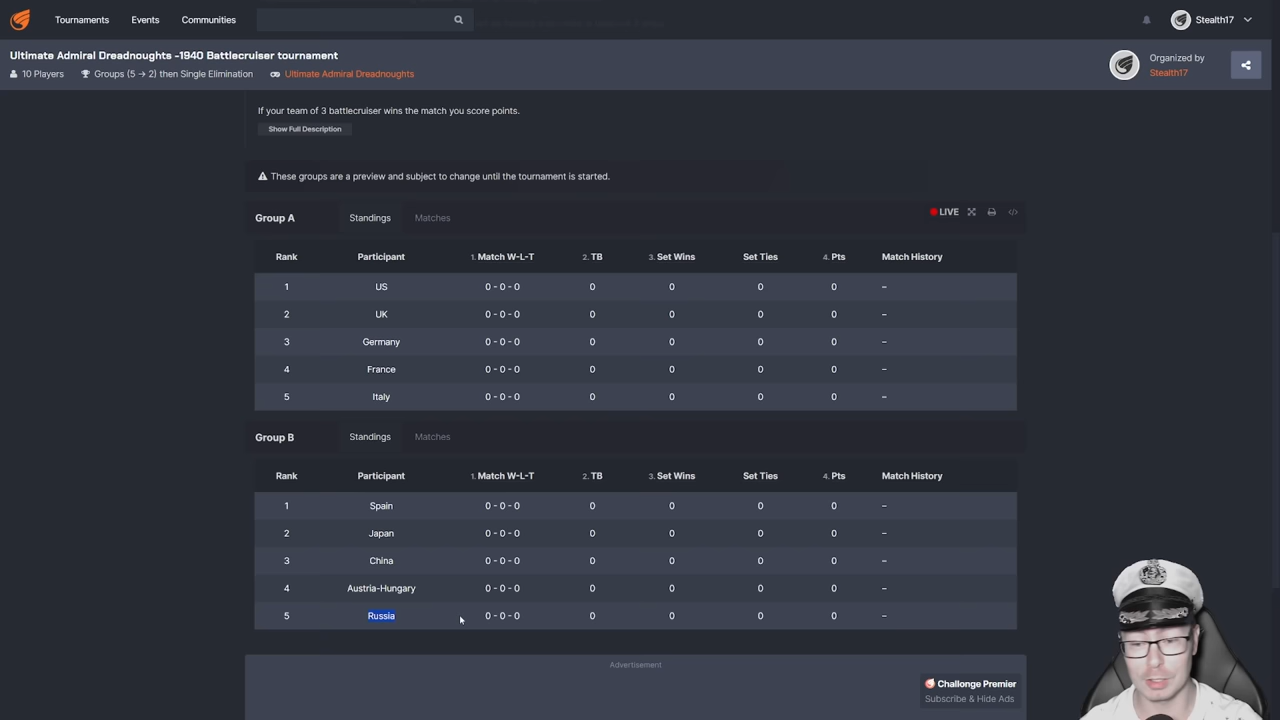 Tournaments Events Communities Stealth17
Ultimate Admiral Dreadnoughts -1940 Battlecruiser tournament
10 Players Groups (5 → 2) then Single Elimination Ultimate Admiral Dreadnoughts
Organized by
Stealth17
If your team of 3 battlecruiser wins the match you score points.
Show Full Description
These groups are a preview and subject to change until the tournament is started.
Group A Standings Matches LIVE </>
Rank Participant 1. Match W-L-T 2. TB 3. Set Wins Set Ties 4. Pts Match History
1 US 0 - 0 - 0 0 0 0 0 –
2 UK 0 - 0 - 0 0 0 0 0 –
3 Germany 0 - 0 - 0 0 0 0 0 –
4 France 0 - 0 - 0 0 0 0 0 –
5 Italy 0 - 0 - 0 0 0 0 0 –
Group B Standings Matches
Rank Participant 1. Match W-L-T 2. TB 3. Set Wins Set Ties 4. Pts Match History
1 Spain 0 - 0 - 0 0 0 0 0 –
2 Japan 0 - 0 - 0 0 0 0 0 –
3 China 0 - 0 - 0 0 0 0 0 –
4 Austria-Hungary 0 - 0 - 0 0 0 0 0 –
5 Russia 0 - 0 - 0 0 0 0 0 –
Advertisement
Challonge Premier
Subscribe & Hide Ads